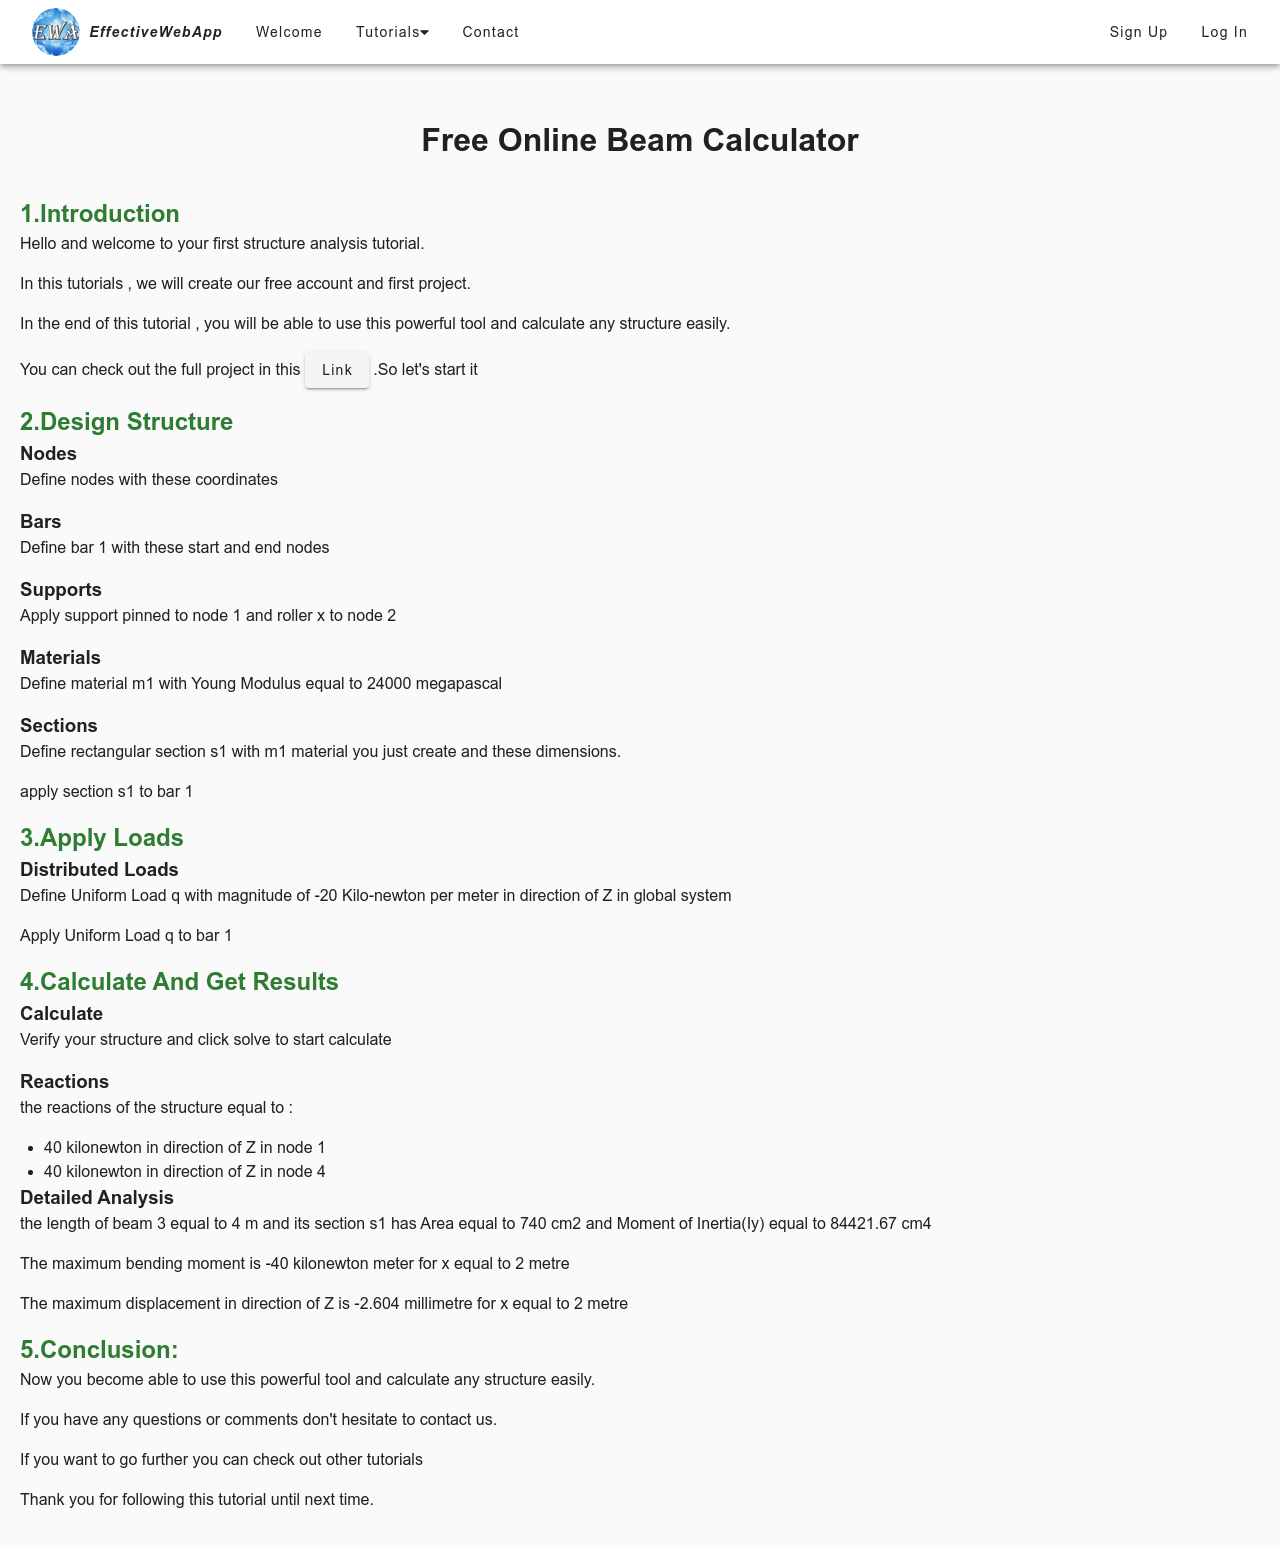 EWA EffectiveWebApp Welcome Tutorials Contact Sign Up Log In
Free Online Beam Calculator
1.Introduction
Hello and welcome to your first structure analysis tutorial.
In this tutorials , we will create our free account and first project.
In the end of this tutorial , you will be able to use this powerful tool and calculate any structure easily.
You can check out the full project in this Link .So let's start it
2.Design Structure
Nodes
Define nodes with these coordinates
Bars
Define bar 1 with these start and end nodes
Supports
Apply support pinned to node 1 and roller x to node 2
Materials
Define material m1 with Young Modulus equal to 24000 megapascal
Sections
Define rectangular section s1 with m1 material you just create and these dimensions.
apply section s1 to bar 1
3.Apply Loads
Distributed Loads
Define Uniform Load q with magnitude of -20 Kilo-newton per meter in direction of Z in global system
Apply Uniform Load q to bar 1
4.Calculate And Get Results
Calculate
Verify your structure and click solve to start calculate
Reactions
the reactions of the structure equal to :
• 40 kilonewton in direction of Z in node 1
• 40 kilonewton in direction of Z in node 4
Detailed Analysis
the length of beam 3 equal to 4 m and its section s1 has Area equal to 740 cm2 and Moment of Inertia(Iy) equal to 84421.67 cm4
The maximum bending moment is -40 kilonewton meter for x equal to 2 metre
The maximum displacement in direction of Z is -2.604 millimetre for x equal to 2 metre
5.Conclusion:
Now you become able to use this powerful tool and calculate any structure easily.
If you have any questions or comments don't hesitate to contact us.
If you want to go further you can check out other tutorials
Thank you for following this tutorial until next time.